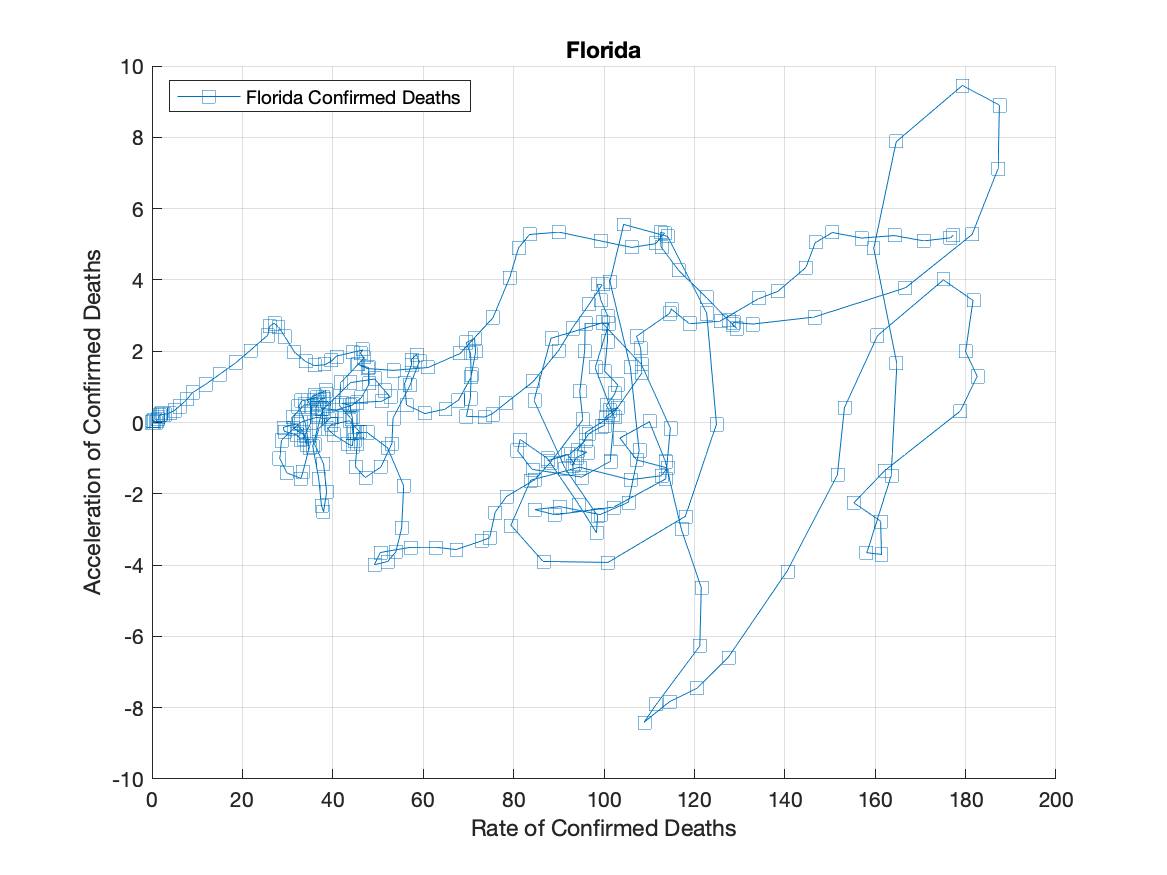 Florida
Florida Confirmed Deaths
10
8
6
4
2
0
-2
-4
-6
-8
-10
Acceleration of Confirmed Deaths
0 20 40 60 80 100 120 140 160 180 200
Rate of Confirmed Deaths